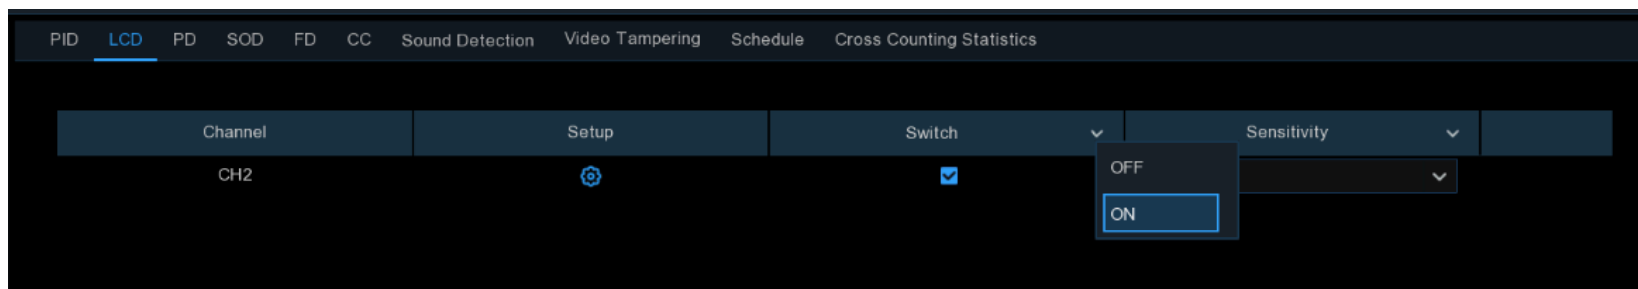 PID LCD PD SOD FD CC Sound Detection Video Tampering Schedule Cross Counting Statistics
Channel Setup Switch Sensitivity
CH2
OFF
ON